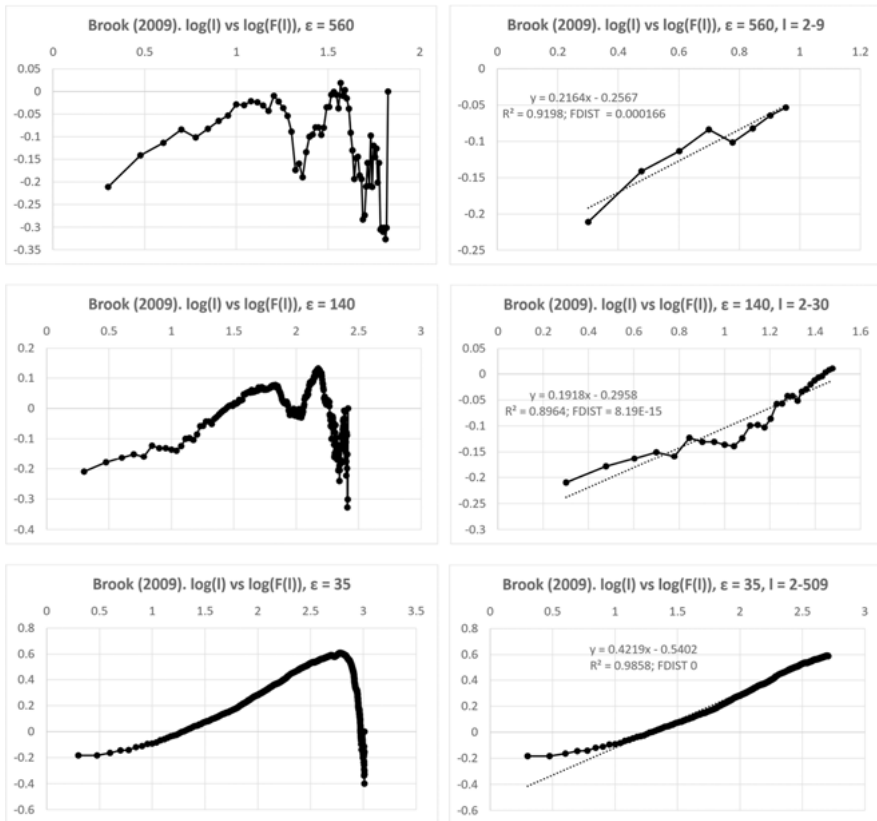 Brook (2009). log(l) vs log(F(l)), ε = 560
0 0.5 1 1.5 2
0.05
0
-0.05
-0.1
-0.15
-0.2
-0.25
-0.3
-0.35
Brook (2009). log(l) vs log(F(l)), ε = 560, l = 2-9
0 0.2 0.4 0.6 0.8 1 1.2
0
-0.05
-0.1
-0.15
-0.2
-0.25
y = 0.2164x - 0.2567
R² = 0.9198; FDIST = 0.000166
Brook (2009). log(l) vs log(F(l)), ε = 140
0 0.5 1 1.5 2 2.5 3
0.2
0.1
0
-0.1
-0.2
-0.3
-0.4
Brook (2009). log(l) vs log(F(l)), ε = 140, l = 2-30
0 0.2 0.4 0.6 0.8 1 1.2 1.4 1.6
0.05
0
-0.05
-0.1
-0.15
-0.2
-0.25
-0.3
y = 0.1918x - 0.2958
R² = 0.8964; FDIST = 8.19E-15
Brook (2009). log(l) vs log(F(l)), ε = 35
0 0.5 1 1.5 2 2.5 3 3.5
0.8
0.6
0.4
0.2
0
-0.2
-0.4
-0.6
Brook (2009). log(l) vs log(F(l)), ε = 35, l = 2-509
0 0.5 1 1.5 2 2.5 3
0.8
0.6
0.4
0.2
0
-0.2
-0.4
-0.6
y = 0.4219x - 0.5402
R² = 0.9858; FDIST 0